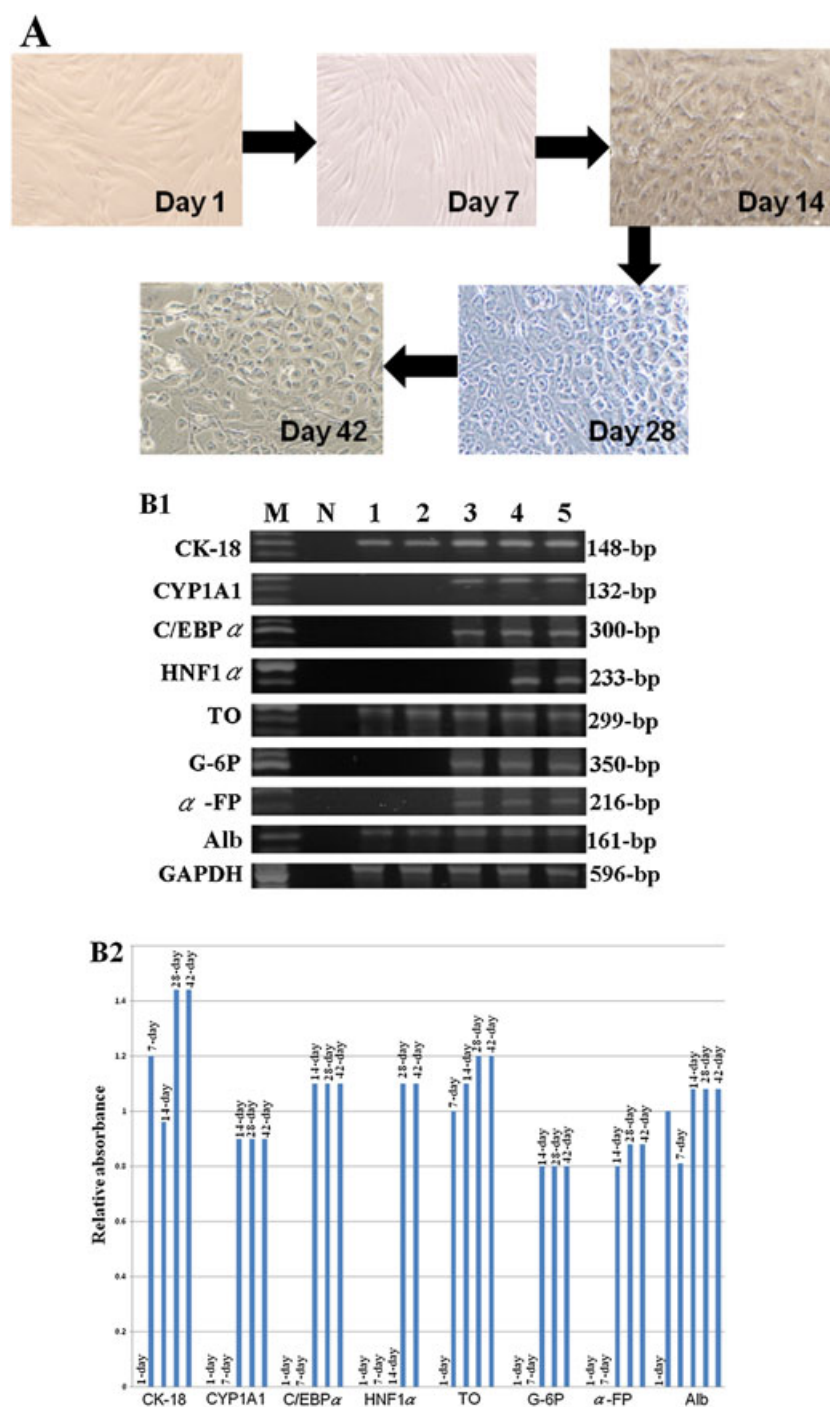 A
Day 1
Day 7
Day 14
Day 42
Day 28
B1
M N 1 2 3 4 5
CK-18 148-bp
CYP1A1 132-bp
C/EBP α 300-bp
HNF1 α 233-bp
TO 299-bp
G-6P 350-bp
α -FP 216-bp
Alb 161-bp
GAPDH 596-bp
B2
Relative absorbance
1.4
1.2
1
0.8
0.6
0.4
0.2
0
1-day 7-day 14-day 28-day 42-day
1-day 7-day 14-day 28-day 42-day
1-day 7-day 14-day 28-day 42-day
1-day 7-day 14-day 28-day 42-day
1-day 7-day 14-day 28-day 42-day
1-day 7-day 14-day 28-day 42-day
1-day 7-day 14-day 28-day 42-day
1-day 7-day 14-day 28-day 42-day
CK-18 CYP1A1 C/EBPα HNF1α TO G-6P α-FP Alb